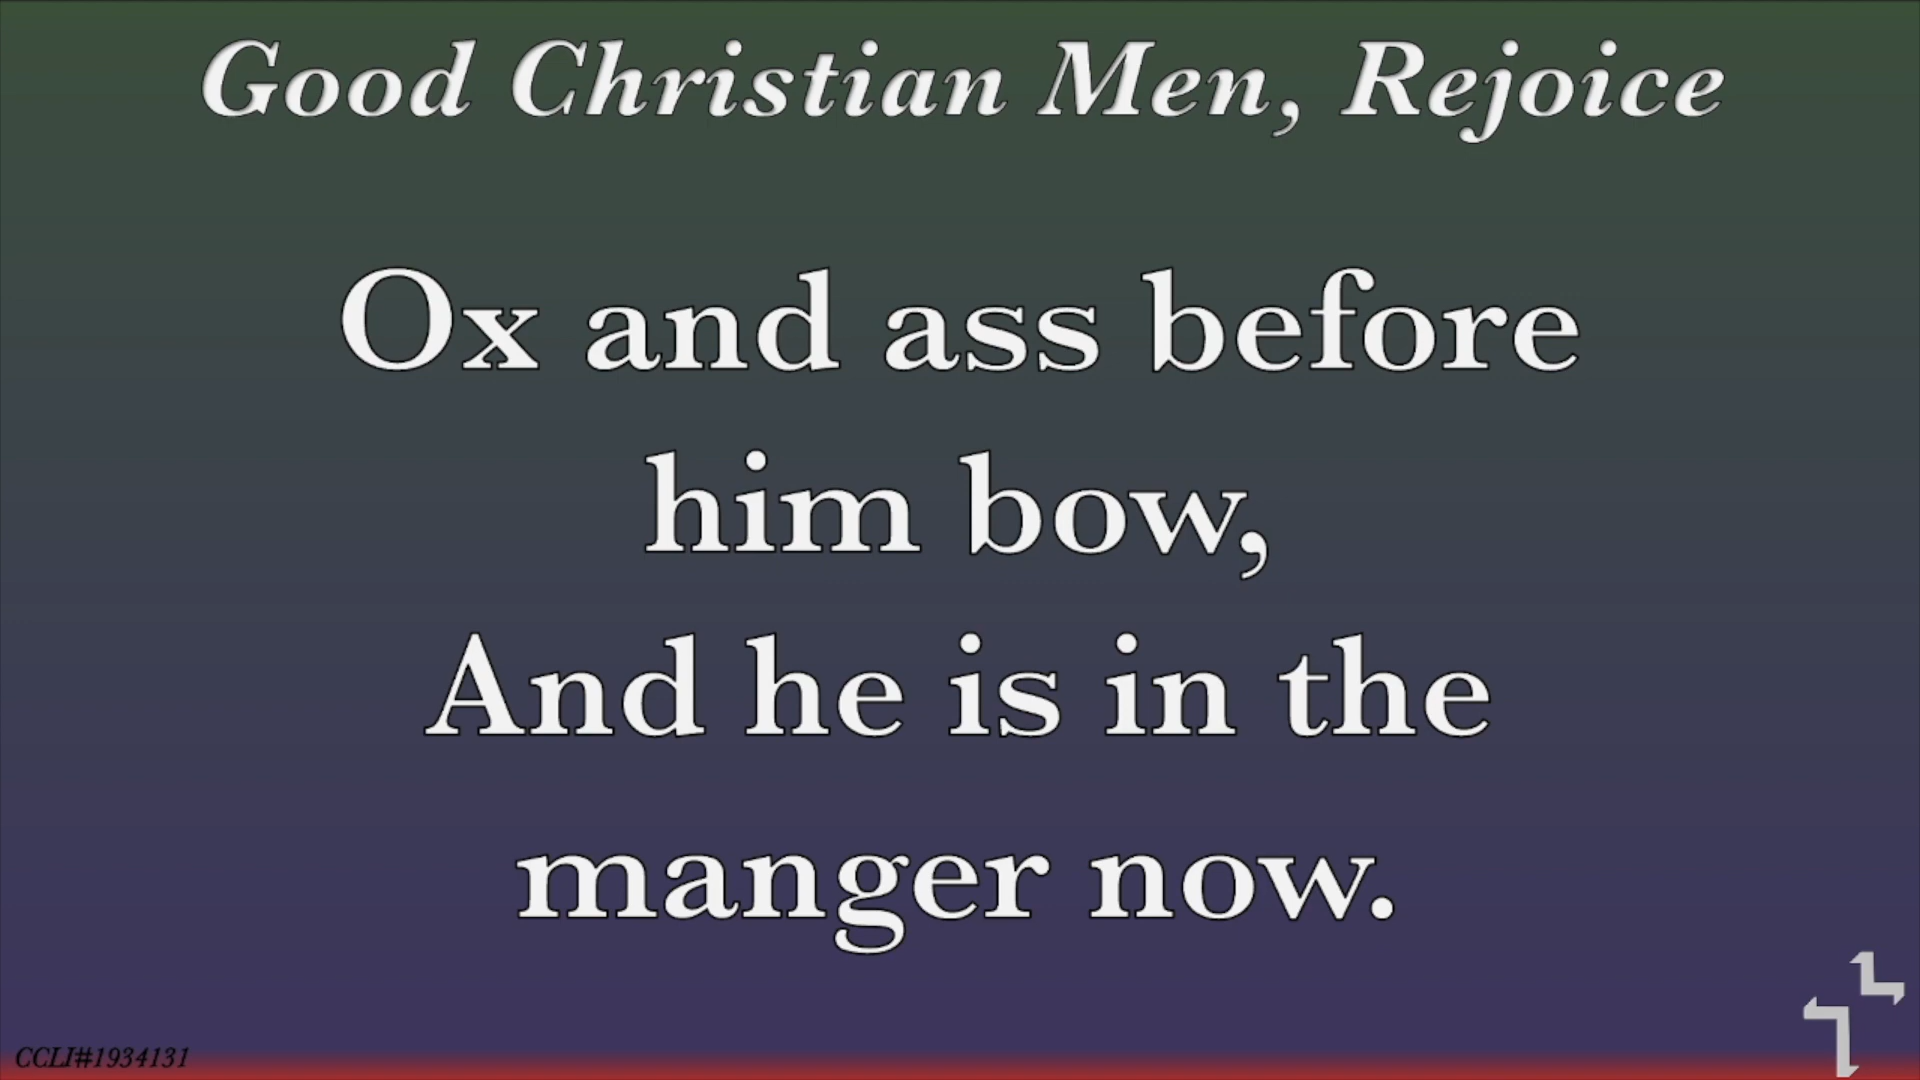 Good Christian Men, Rejoice
Ox and ass before
him bow,
And he is in the
manger now.
CCLI#1934131